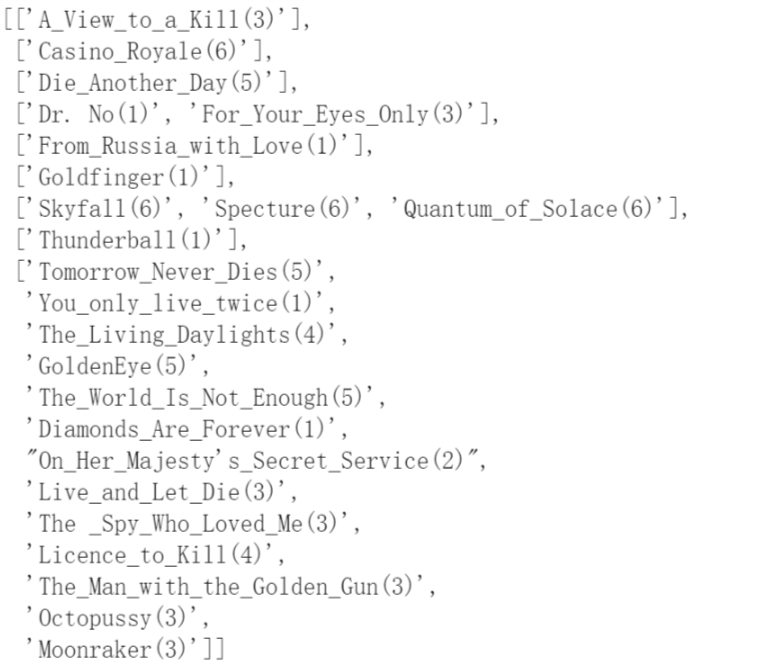 [['A_View_to_a_Kill(3)'],
['Casino_Royale(6)'],
['Die_Another_Day(5)'],
['Dr. No(1)', 'For_Your_Eyes_Only(3)'],
['From_Russia_with_Love(1)'],
['Goldfinger(1)'],
['Skyfall(6)', 'Specture(6)', 'Quantum_of_Solace(6)'],
['Thunderball(1)'],
['Tomorrow_Never_Dies(5)',
'You_only_live_twice(1)',
'The_Living_Daylights(4)',
'GoldenEye(5)',
'The_World_Is_Not_Enough(5)',
'Diamonds_Are_Forever(1)',
"On_Her_Majesty's_Secret_Service(2)",
'Live_and_Let_Die(3)',
'The _Spy_Who_Loved_Me(3)',
'Licence_to_Kill(4)',
'The_Man_with_the_Golden_Gun(3)',
'Octopussy(3)',
'Moonraker(3)']]